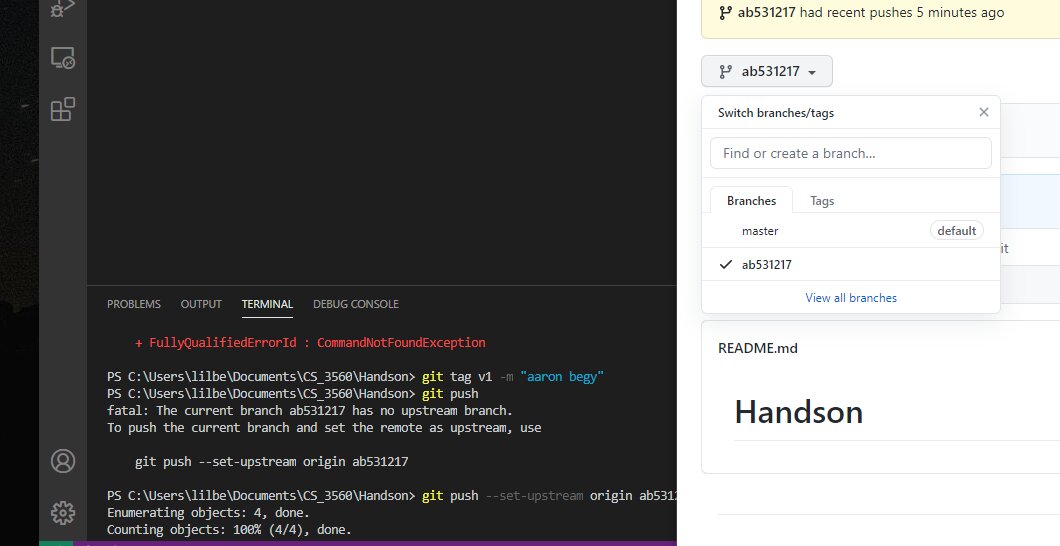 ab531217 had recent pushes 5 minutes ago
ab531217
Switch branches/tags
Find or create a branch...
Branches Tags
master default
ab531217
View all branches
it
README.md
Handson
PROBLEMS OUTPUT TERMINAL DEBUG CONSOLE
+ FullyQualifiedErrorId : CommandNotFoundException
PS C:\Users\lilbe\Documents\CS_3560\Handson> git tag v1 -m "aaron begy"
PS C:\Users\lilbe\Documents\CS_3560\Handson> git push
fatal: The current branch ab531217 has no upstream branch.
To push the current branch and set the remote as upstream, use
git push --set-upstream origin ab531217
PS C:\Users\lilbe\Documents\CS_3560\Handson> git push --set-upstream origin ab5312
Enumerating objects: 4, done.
Counting objects: 100% (4/4), done.